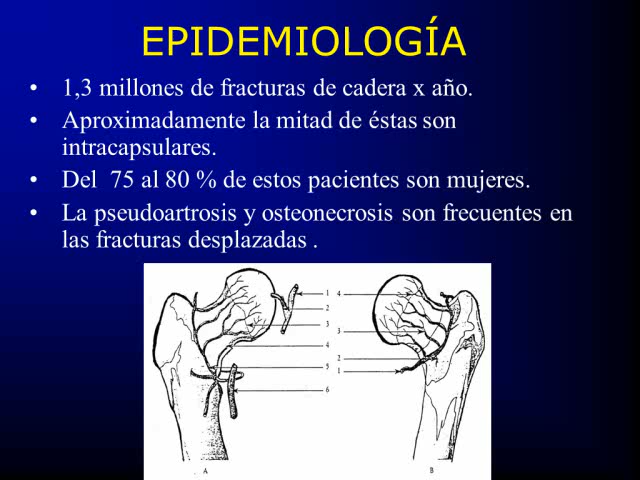 EPIDEMIOLOGÍA
• 1,3 millones de fracturas de cadera x año.
• Aproximadamente la mitad de éstas son
intracapsulares.
• Del 75 al 80 % de estos pacientes son mujeres.
• La pseudoartrosis y osteonecrosis son frecuentes en
las fracturas desplazadas .
1
2
3
4
5
6
A
4
3
2
1
B